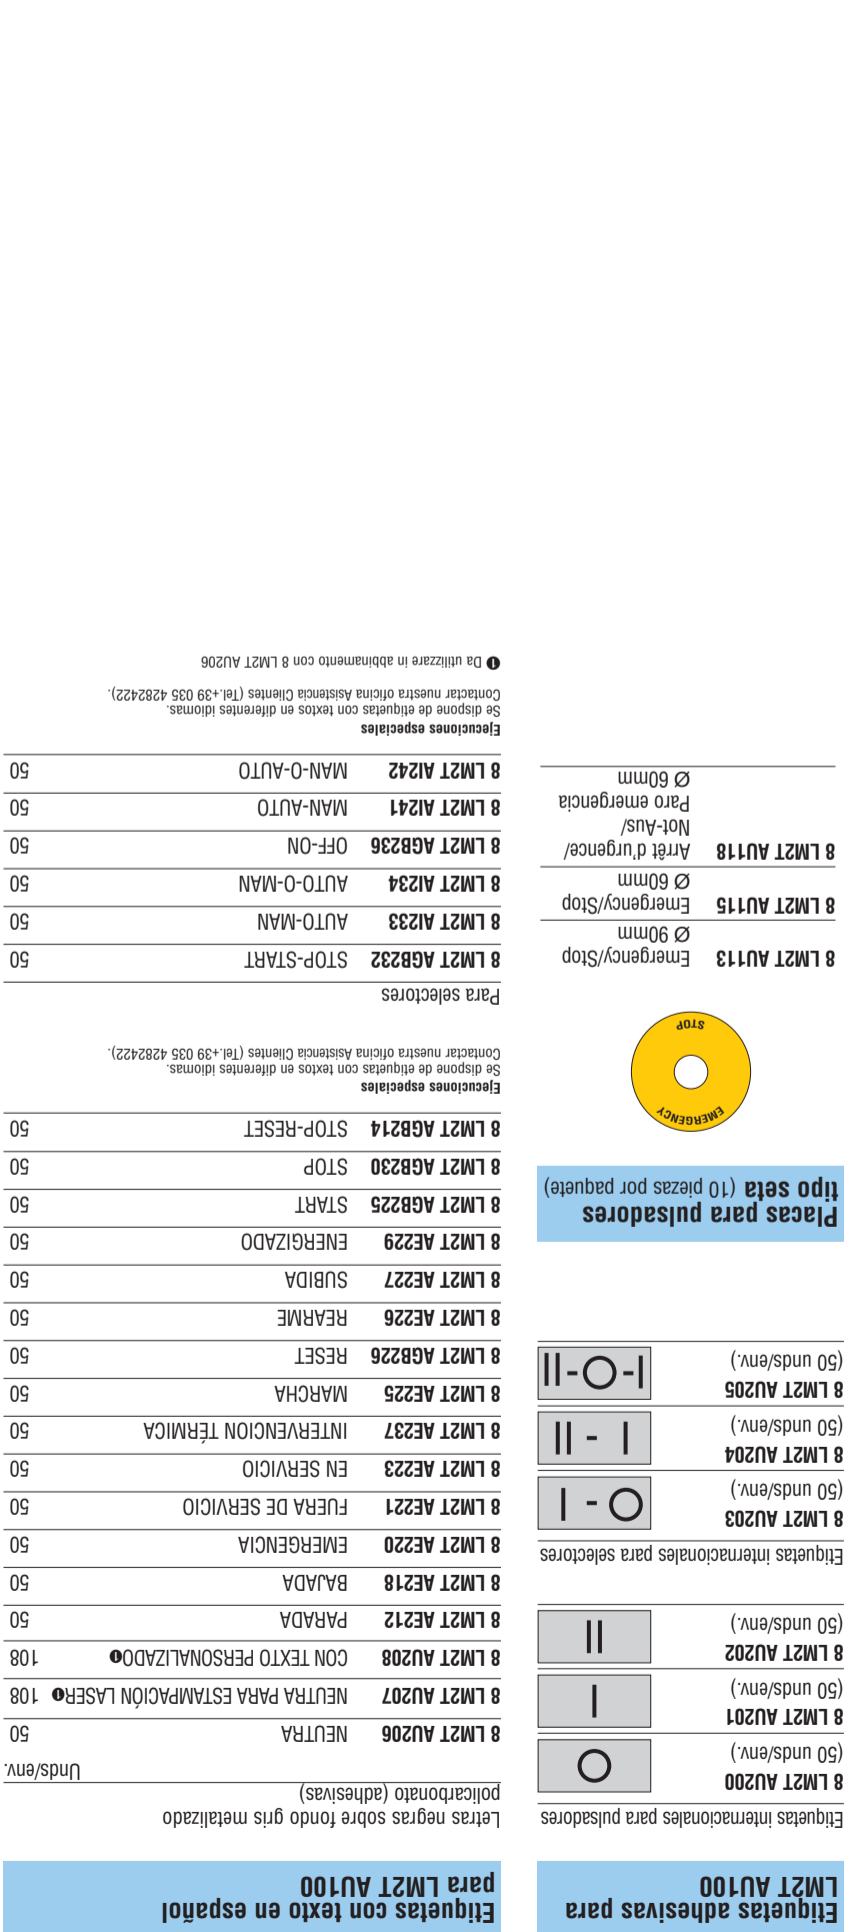 Etiquetas adhesivas para
LM2T AU100
Etiquetas internacionales para pulsadores
8 LM2T AU200
(50 unds/env.)
8 LM2T AU201
(50 unds/env.)
8 LM2T AU202
(50 unds/env.)
Etiquetas internacionales para selectores
8 LM2T AU203
(50 unds/env.)
8 LM2T AU204
(50 unds/env.)
8 LM2T AU205
(50 unds/env.)
Placas para pulsadores
tipo seta (10 piezas por paquete)
EMERGENCY
STOP
8 LM2T AU113 Emergency/Stop
Ø 90mm
8 LM2T AU115 Emergency/Stop
Ø 60mm
8 LM2T AU118 Arrêt d'urgence/
Not-Aus/
Paro emergencia
Ø 60mm
Etiquetas con texto en español
para LM2T AU100
Letras negras sobre fondo gris metalizado
policarbonato (adhesivas)
Unds/env.
8 LM2T AU206 NEUTRA 50
8 LM2T AU207 NEUTRA PARA ESTAMPACIÓN LASER❶ 108
8 LM2T AU208 CON TEXTO PERSONALIZADO❶ 108
8 LM2T AE212 PARADA 50
8 LM2T AE218 BAJADA 50
8 LM2T AE220 EMERGENCIA 50
8 LM2T AE221 FUERA DE SERVICIO 50
8 LM2T AE223 EN SERVICIO 50
8 LM2T AE237 INTERVENCION TÉRMICA 50
8 LM2T AE225 MARCHA 50
8 LM2T AGB226 RESET 50
8 LM2T AE226 REARME 50
8 LM2T AE227 SUBIDA 50
8 LM2T AE229 ENERGIZADO 50
8 LM2T AGB225 START 50
8 LM2T AGB230 STOP 50
8 LM2T AGB214 STOP-RESET 50
Ejecuciones especiales
Se dispone de etiquetas con textos en diferentes idiomas.
Contactar nuestra oficina Asistencia Clientes (Tel.+39 035 4282422).
Para selectores
8 LM2T AGB232 STOP-START 50
8 LM2T AI233 AUTO-MAN 50
8 LM2T AI234 AUTO-O-MAN 50
8 LM2T AGB236 OFF-ON 50
8 LM2T AI241 MAN-AUTO 50
8 LM2T AI242 MAN-O-AUTO 50
Ejecuciones especiales
Se dispone de etiquetas con textos en diferentes idiomas.
Contactar nuestra oficina Asistencia Clientes (Tel.+39 035 4282422).
❶ Da utilizzare in abbinamento con 8 LM2T AU206